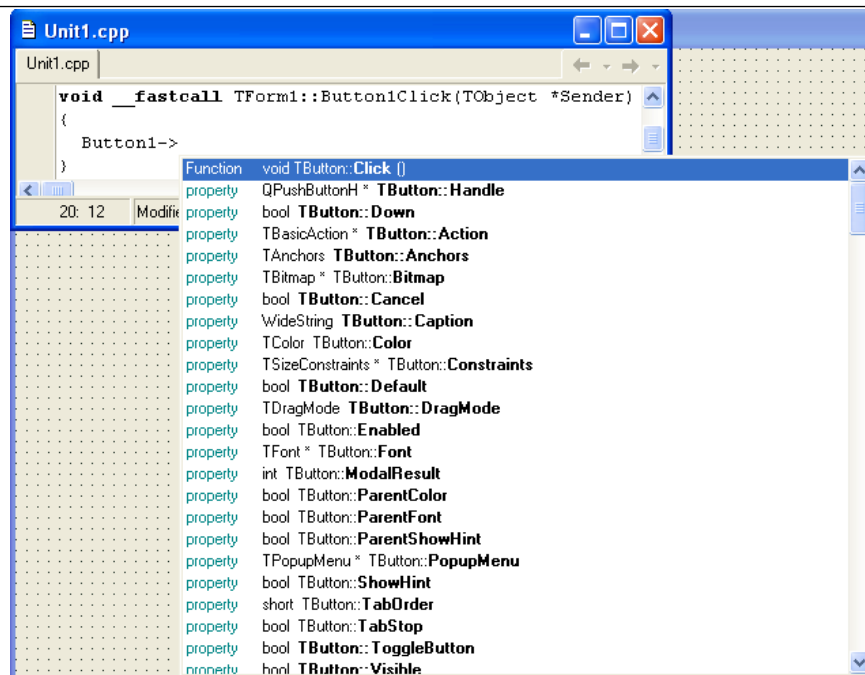 Unit1.cpp
Unit1.cpp
void __fastcall TForm1::Button1Click(TObject *Sender)
{
Button1->
}
20: 12 Modifie
Function void TButton::Click ()
property QPushButtonH * TButton::Handle
property bool TButton::Down
property TBasicAction * TButton::Action
property TAnchors TButton::Anchors
property TBitmap * TButton::Bitmap
property bool TButton::Cancel
property WideString TButton::Caption
property TColor TButton::Color
property TSizeConstraints * TButton::Constraints
property bool TButton::Default
property TDragMode TButton::DragMode
property bool TButton::Enabled
property TFont * TButton::Font
property int TButton::ModalResult
property bool TButton::ParentColor
property bool TButton::ParentFont
property bool TButton::ParentShowHint
property TPopupMenu * TButton::PopupMenu
property bool TButton::ShowHint
property short TButton::TabOrder
property bool TButton::TabStop
property bool TButton::ToggleButton
property bool TButton::Visible